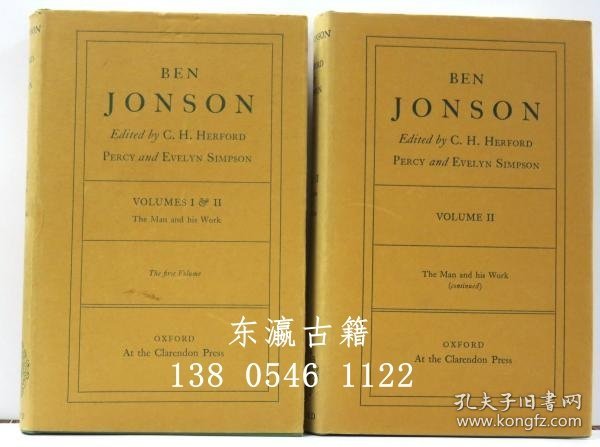 BEN
JONSON
Edited by C. H. HERFORD
PERCY and EVELYN SIMPSON
VOLUMES I & II
The Man and his Work
The first Volume
OXFORD
At the Clarendon Press
BEN
JONSON
Edited by C. H. HERFORD
PERCY and EVELYN SIMPSON
VOLUME II
The Man and his Work
(continued)
OXFORD
At the Clarendon Press
东瀛古籍
138 0546 1122
孔夫子旧书网
www.kongfz.com